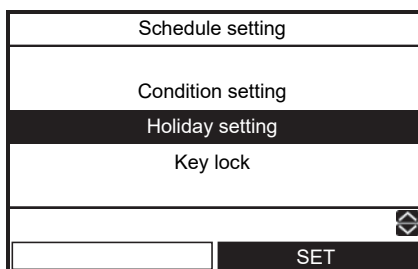 Schedule setting
Condition setting
Holiday setting
Key lock
SET